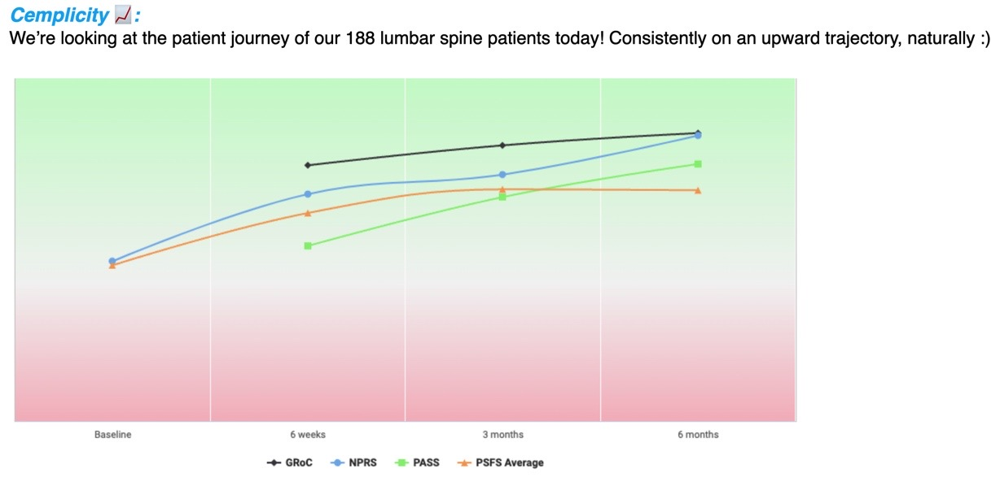 Cemplicity 📈:
We’re looking at the patient journey of our 188 lumbar spine patients today! Consistently on an upward trajectory, naturally :)
Baseline 6 weeks 3 months 6 months
GRoC NPRS PASS PSFS Average